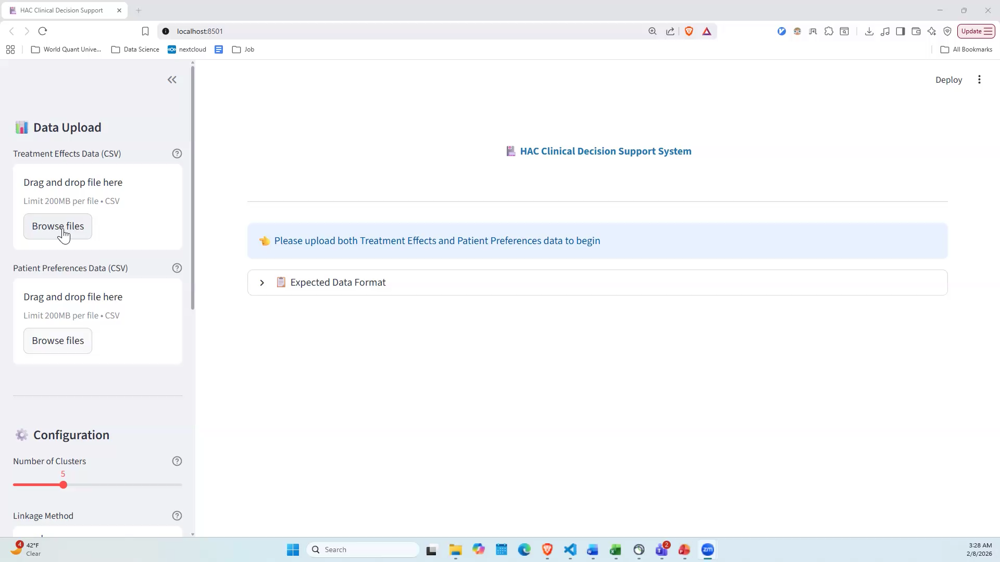 HAC Clinical Decision Support
localhost:8501
Update
World Quant Unive...
Data Science
nextcloud
Job
All Bookmarks
Deploy
Data Upload
Treatment Effects Data (CSV)
Drag and drop file here
Limit 200MB per file • CSV
Browse files
Patient Preferences Data (CSV)
Drag and drop file here
Limit 200MB per file • CSV
Browse files
Configuration
Number of Clusters
5
Linkage Method
HAC Clinical Decision Support System
Please upload both Treatment Effects and Patient Preferences data to begin
Expected Data Format
4
42°F
Clear
Search
2
zm
3:28 AM
2/8/2026